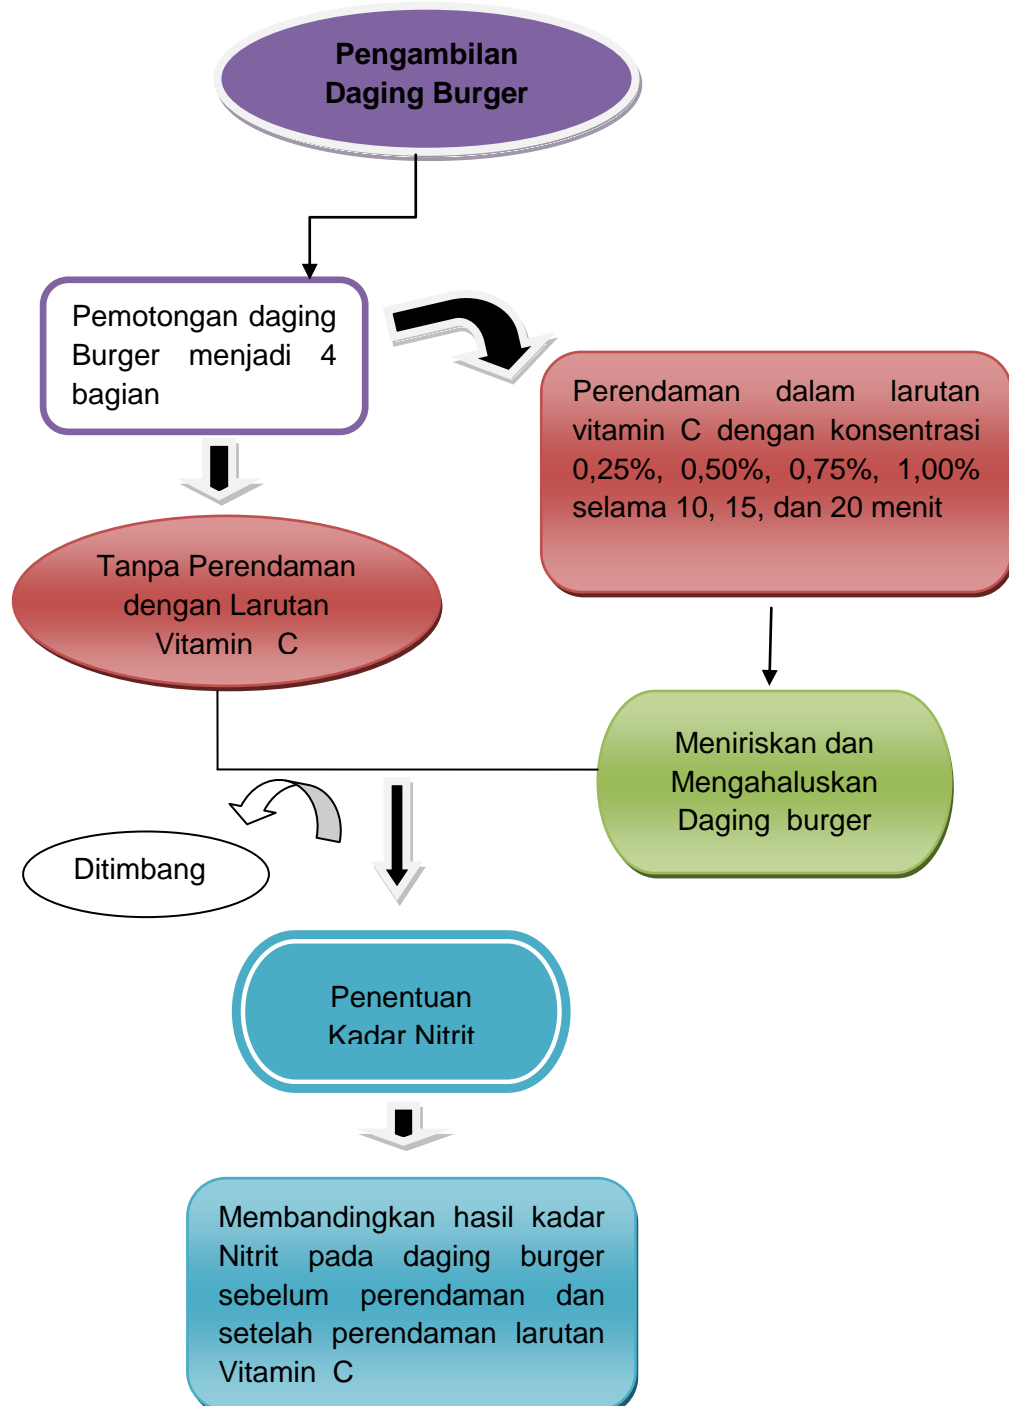 Pengambilan
Daging Burger
Pemotongan daging
Burger menjadi 4
bagian
Perendaman dalam larutan
vitamin C dengan konsentrasi
0,25%, 0,50%, 0,75%, 1,00%
selama 10, 15, dan 20 menit
Tanpa Perendaman
dengan Larutan
Vitamin C
Meniriskan dan
Mengahaluskan
Daging burger
Ditimbang
Penentuan
Kadar Nitrit
Membandingkan hasil kadar
Nitrit pada daging burger
sebelum perendaman dan
setelah perendaman larutan
Vitamin C